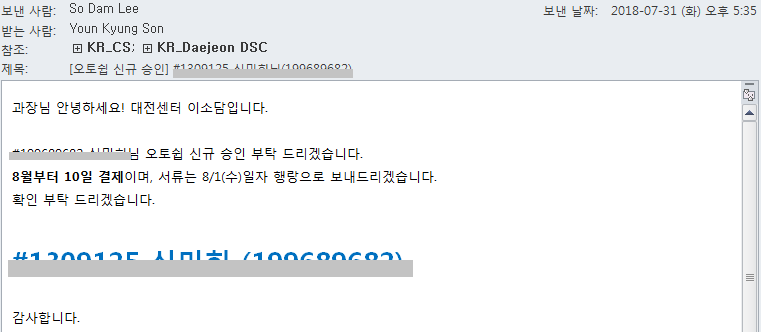 보낸 사람: So Dam Lee
보낸 날짜: 2018-07-31 (화) 오후 5:35
받는 사람: Youn Kyung Son
참조: KR_CS; KR_Daejeon DSC
제목: [오토쉽 신규 승인]
과장님 안녕하세요! 대전센터 이소담입니다.
님 오토쉽 신규 승인 부탁 드리겠습니다.
8월부터 10일 결제이며, 서류는 8/1(수)일자 행랑으로 보내드리겠습니다.
확인 부탁 드리겠습니다.
감사합니다.